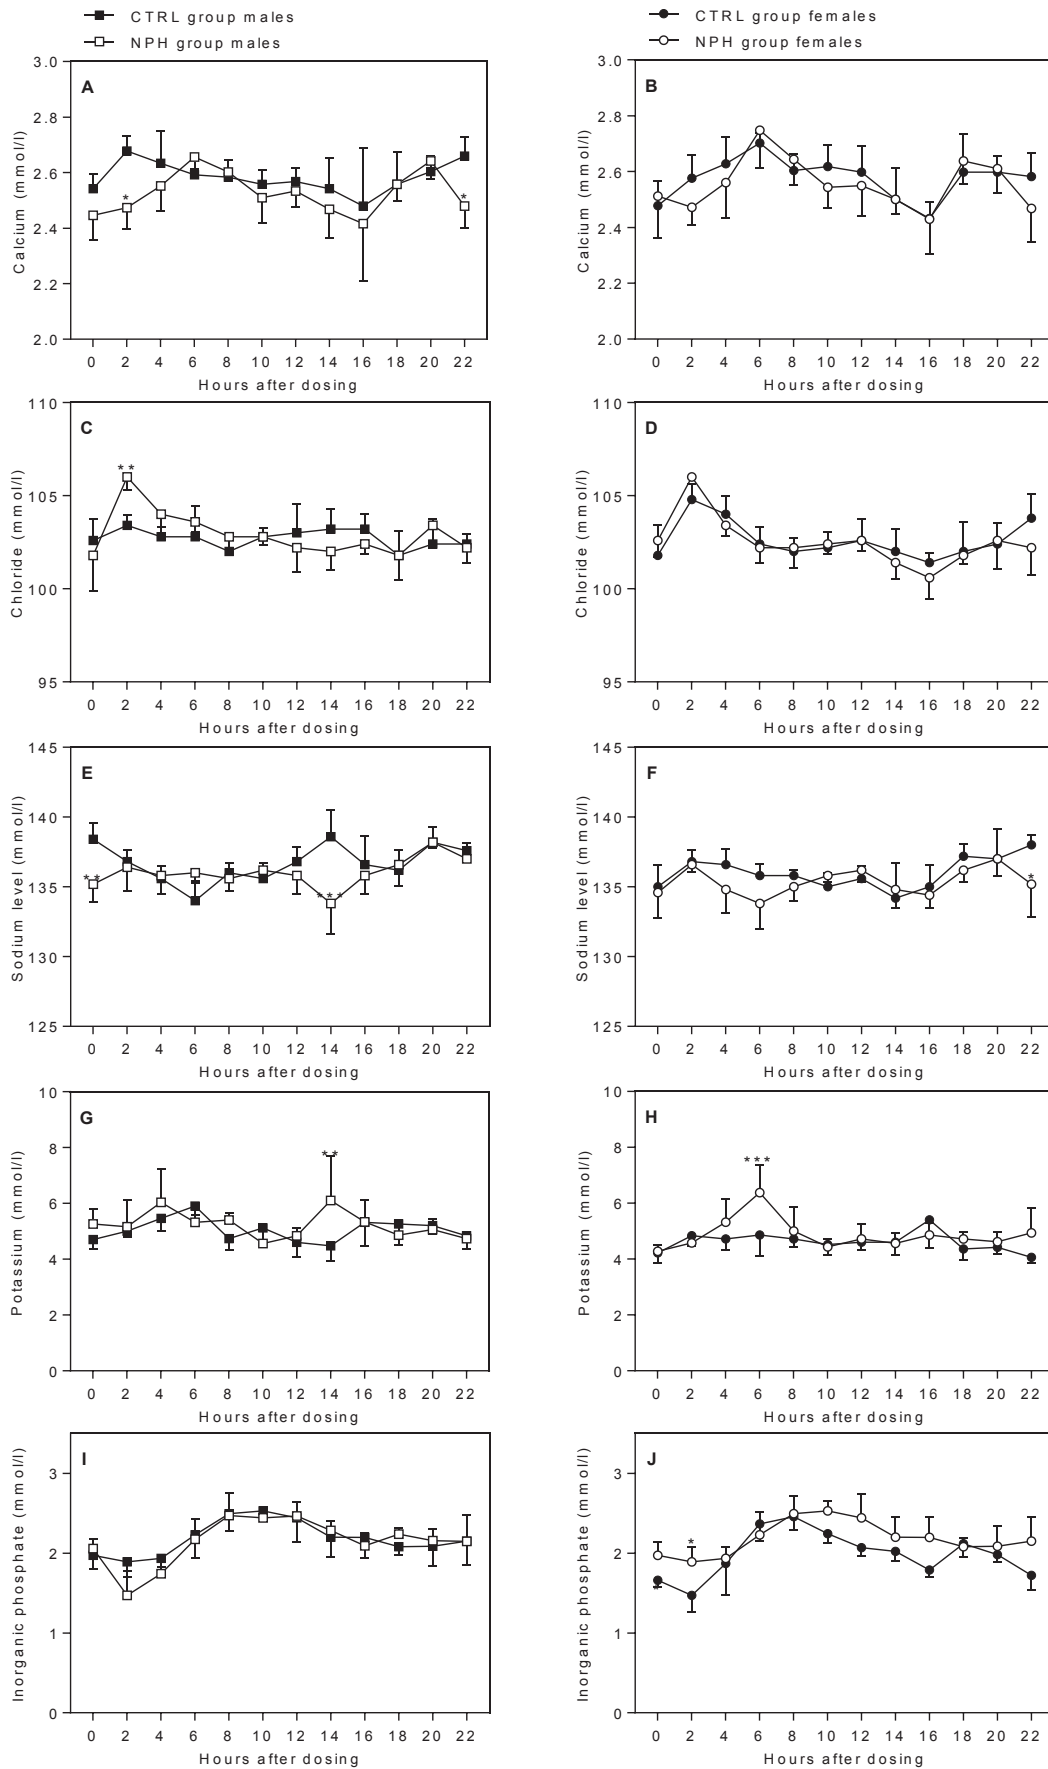 CTRL group males
NPH group males
CTRL group females
NPH group females
A
Calcium (mmol/l)
3.0
2.8
2.6
2.4
2.2
2.0
*
*
0 2 4 6 8 10 12 14 16 18 20 22
Hours after dosing
B
Calcium (mmol/l)
3.0
2.8
2.6
2.4
2.2
2.0
0 2 4 6 8 10 12 14 16 18 20 22
Hours after dosing
C
Chloride (mmol/l)
110
105
100
95
**
0 2 4 6 8 10 12 14 16 18 20 22
Hours after dosing
D
Chloride (mmol/l)
110
105
100
95
0 2 4 6 8 10 12 14 16 18 20 22
Hours after dosing
E
Sodium level (mmol/l)
145
140
135
130
125
**
***
0 2 4 6 8 10 12 14 16 18 20 22
Hours after dosing
F
Sodium level (mmol/l)
145
140
135
130
125
*
0 2 4 6 8 10 12 14 16 18 20 22
Hours after dosing
G
Potassium (mmol/l)
10
8
6
4
2
0
**
0 2 4 6 8 10 12 14 16 18 20 22
Hours after dosing
H
Potassium (mmol/l)
10
8
6
4
2
0
***
0 2 4 6 8 10 12 14 16 18 20 22
Hours after dosing
I
Inorganic phosphate (mmol/l)
3
2
1
0
0 2 4 6 8 10 12 14 16 18 20 22
Hours after dosing
J
Inorganic phosphate (mmol/l)
3
2
1
0
*
*
0 2 4 6 8 10 12 14 16 18 20 22
Hours after dosing